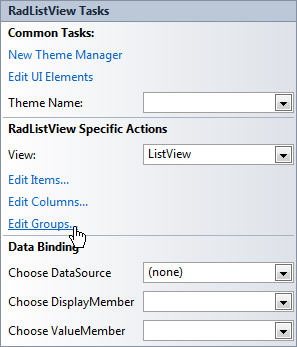 RadListView Tasks
Common Tasks:
New Theme Manager
Edit UI Elements
Theme Name:
RadListView Specific Actions
View: ListView
Edit Items...
Edit Columns...
Edit Groups...
Data Binding
Choose DataSource (none)
Choose DisplayMember
Choose ValueMember